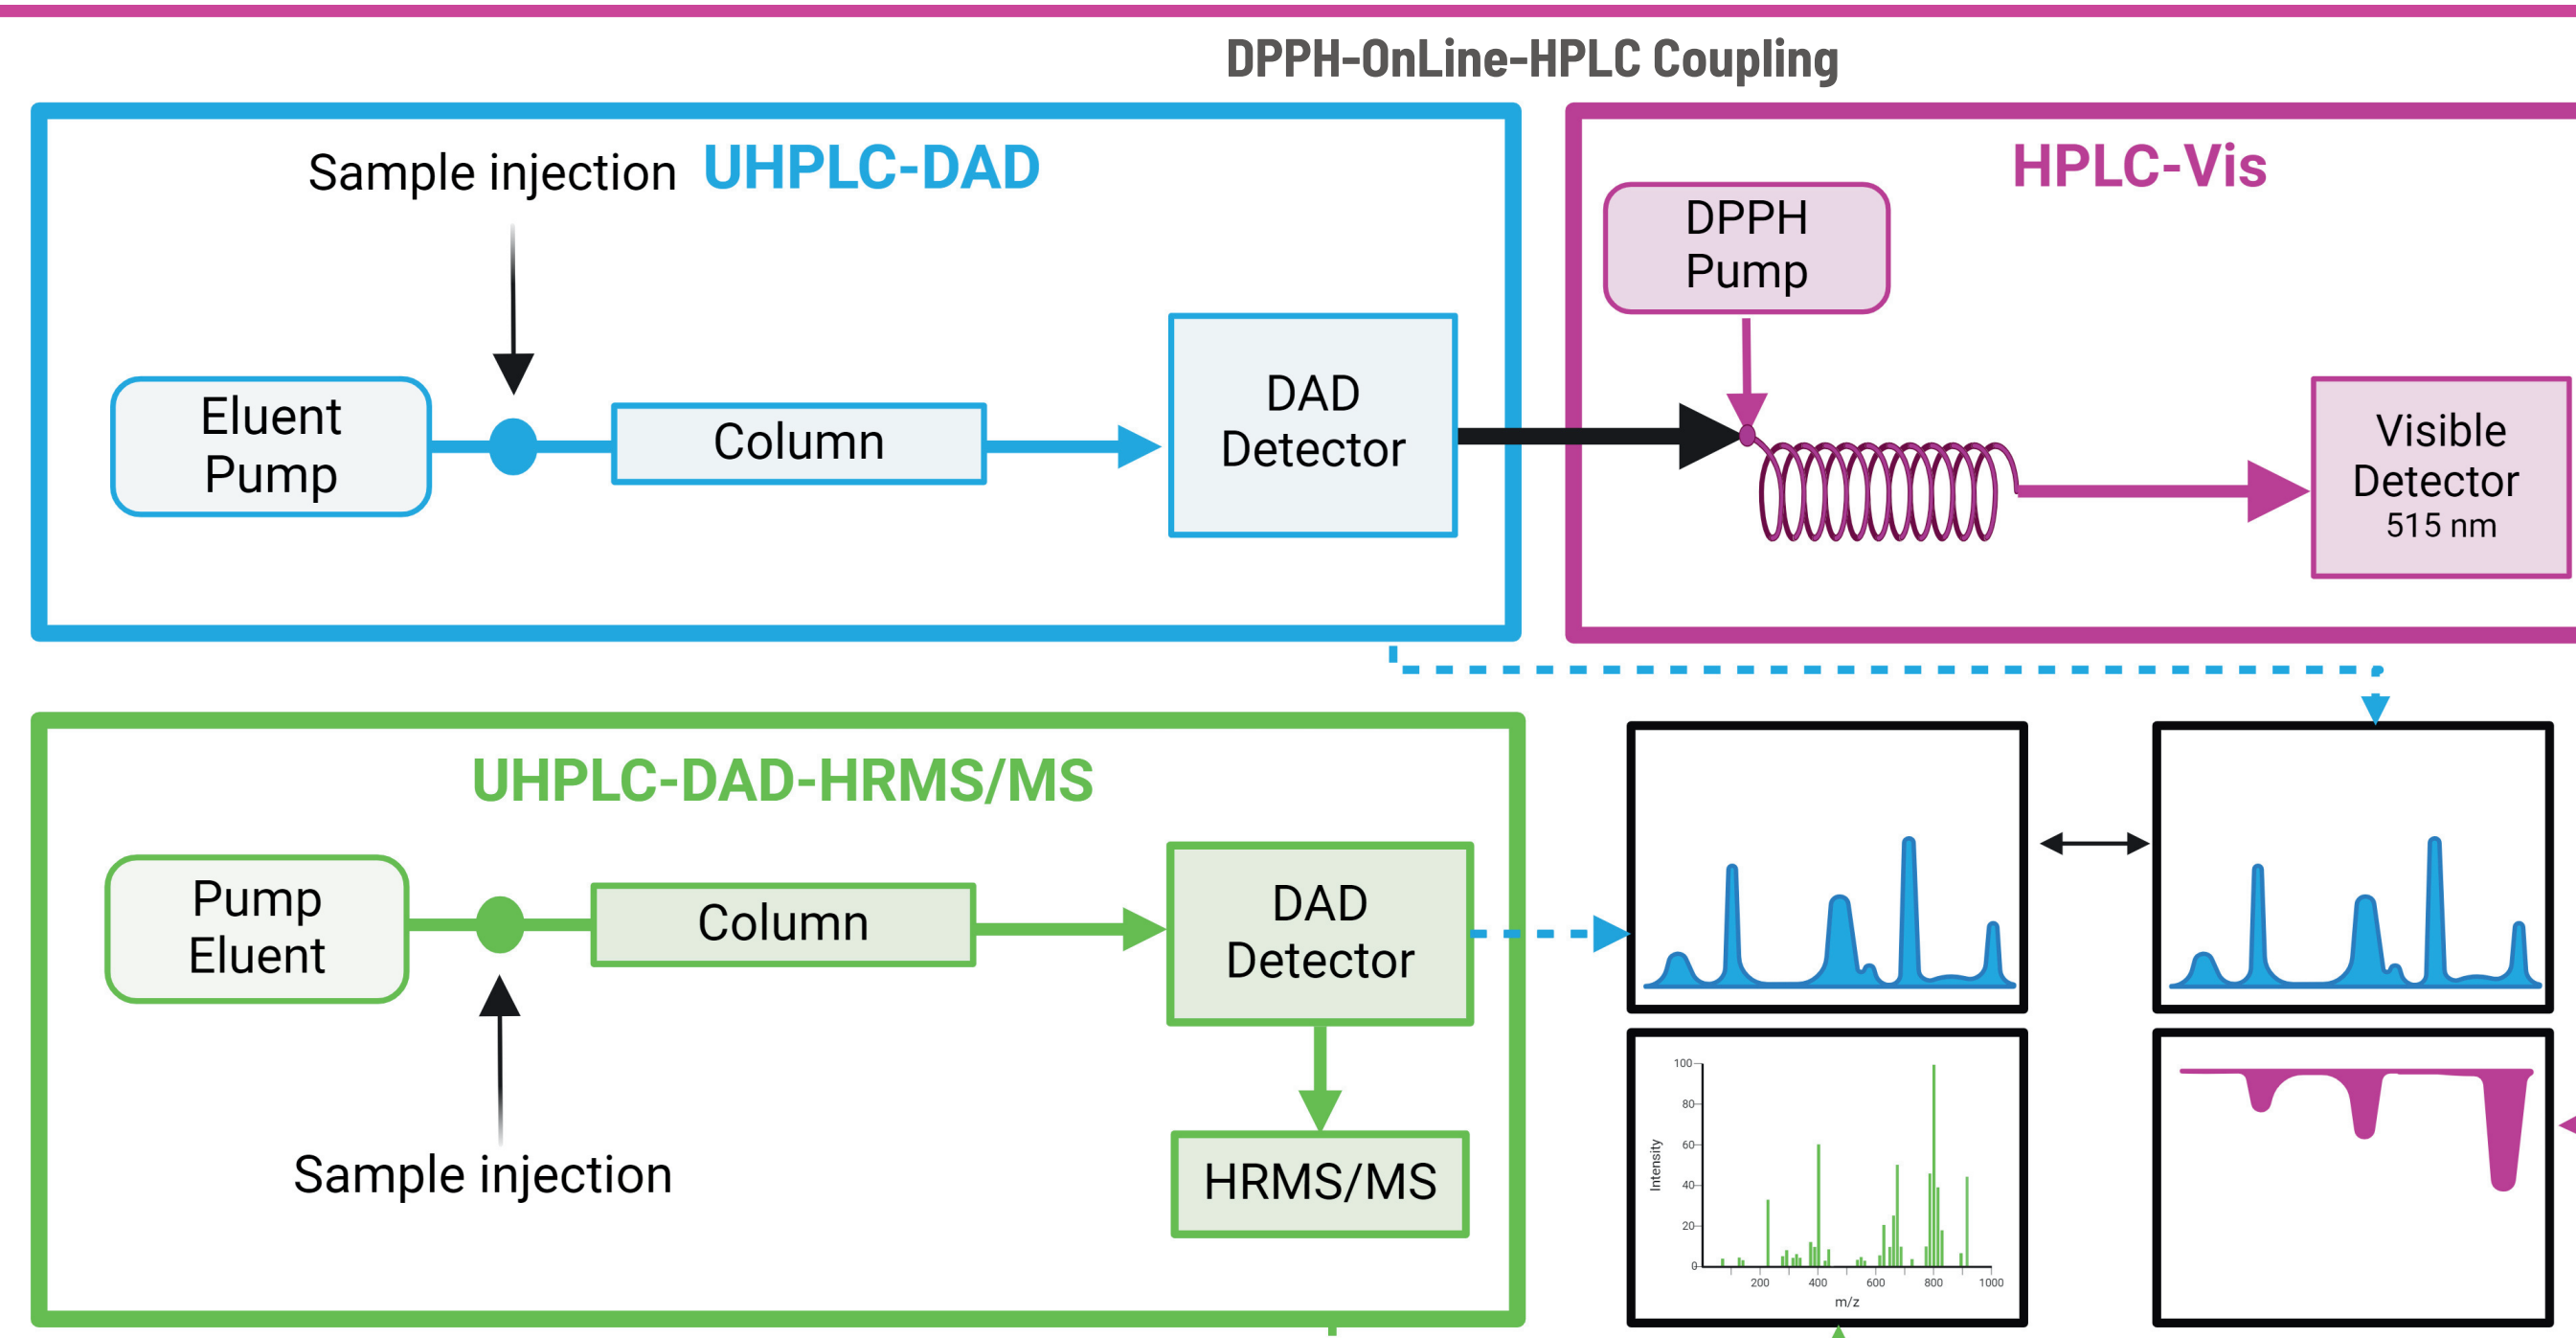 DPPH-OnLine-HPLC Coupling
Sample injection UHPLC-DAD
Eluent
Pump
Column
DAD
Detector
HPLC-Vis
DPPH
Pump
Visible
Detector
515 nm
UHPLC-DAD-HRMS/MS
Pump
Eluent
Column
DAD
Detector
HRMS/MS
Sample injection
Intensity
100
80
60
40
20
0
200 400 600 800 1000
m/z